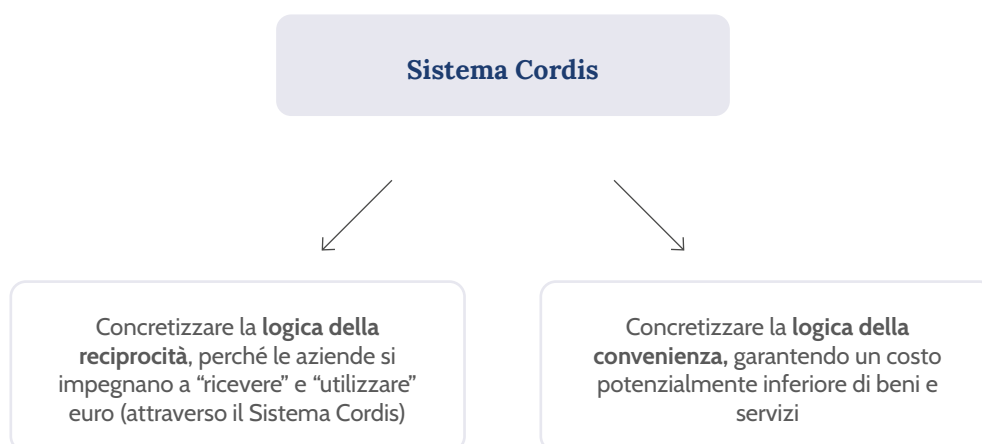 Sistema Cordis
Concretizzare la logica della
reciprocità, perché le aziende si
impegnano a “ricevere” e “utilizzare”
euro (attraverso il Sistema Cordis)
Concretizzare la logica della
convenienza, garantendo un costo
potenzialmente inferiore di beni e
servizi